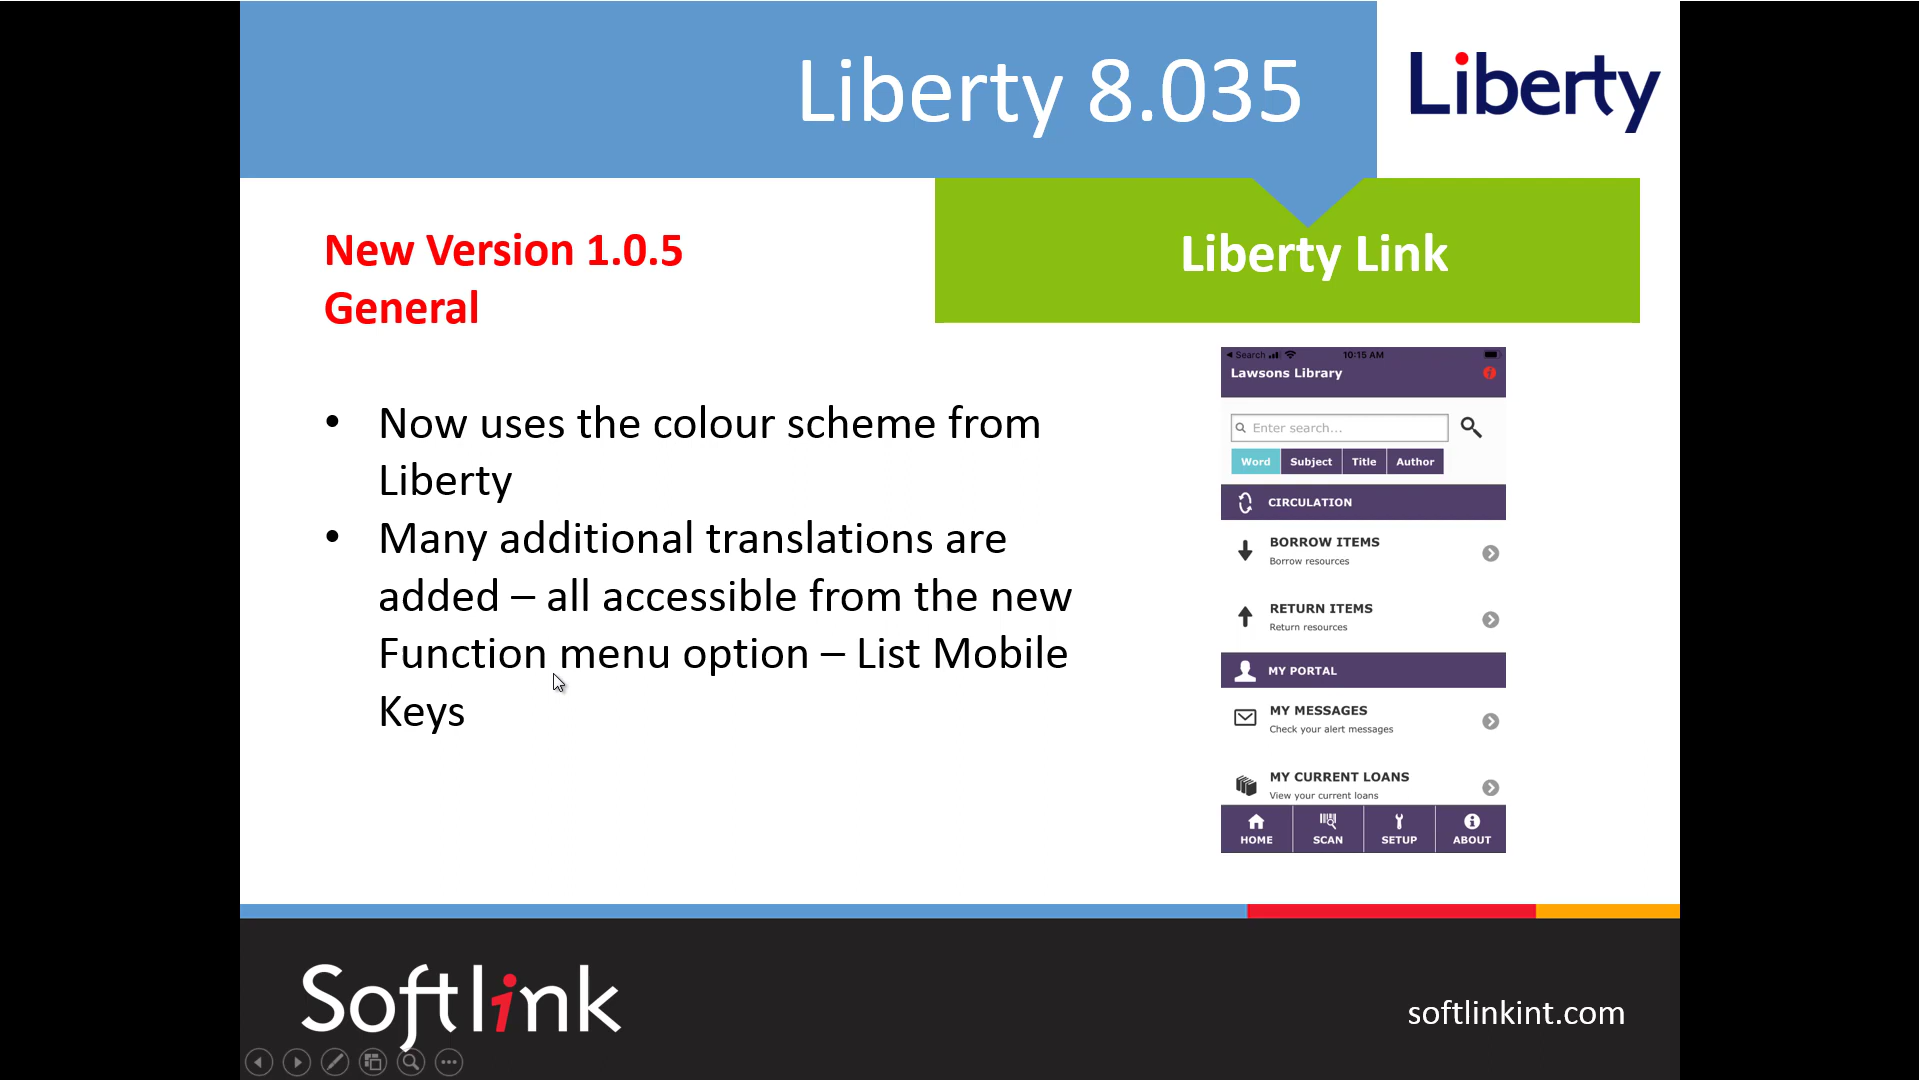 Liberty 8.035
Liberty
New Version 1.0.5
General
Liberty Link
• Now uses the colour scheme from
Liberty
• Many additional translations are
added – all accessible from the new
Function menu option – List Mobile
Keys
Search
10:15 AM
Lawsons Library
Enter search...
Word Subject Title Author
CIRCULATION
BORROW ITEMS
Borrow resources
RETURN ITEMS
Return resources
MY PORTAL
MY MESSAGES
Check your alert messages
MY CURRENT LOANS
View your current loans
HOME SCAN SETUP ABOUT
Softlink
softlinkint.com